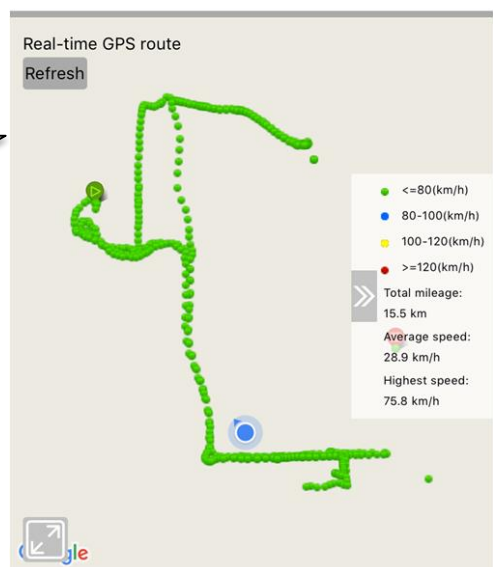 Real-time GPS route
Refresh
<=80(km/h)
80-100(km/h)
100-120(km/h)
>=120(km/h)
Total mileage:
15.5 km
Average speed:
28.9 km/h
Highest speed:
75.8 km/h
Google